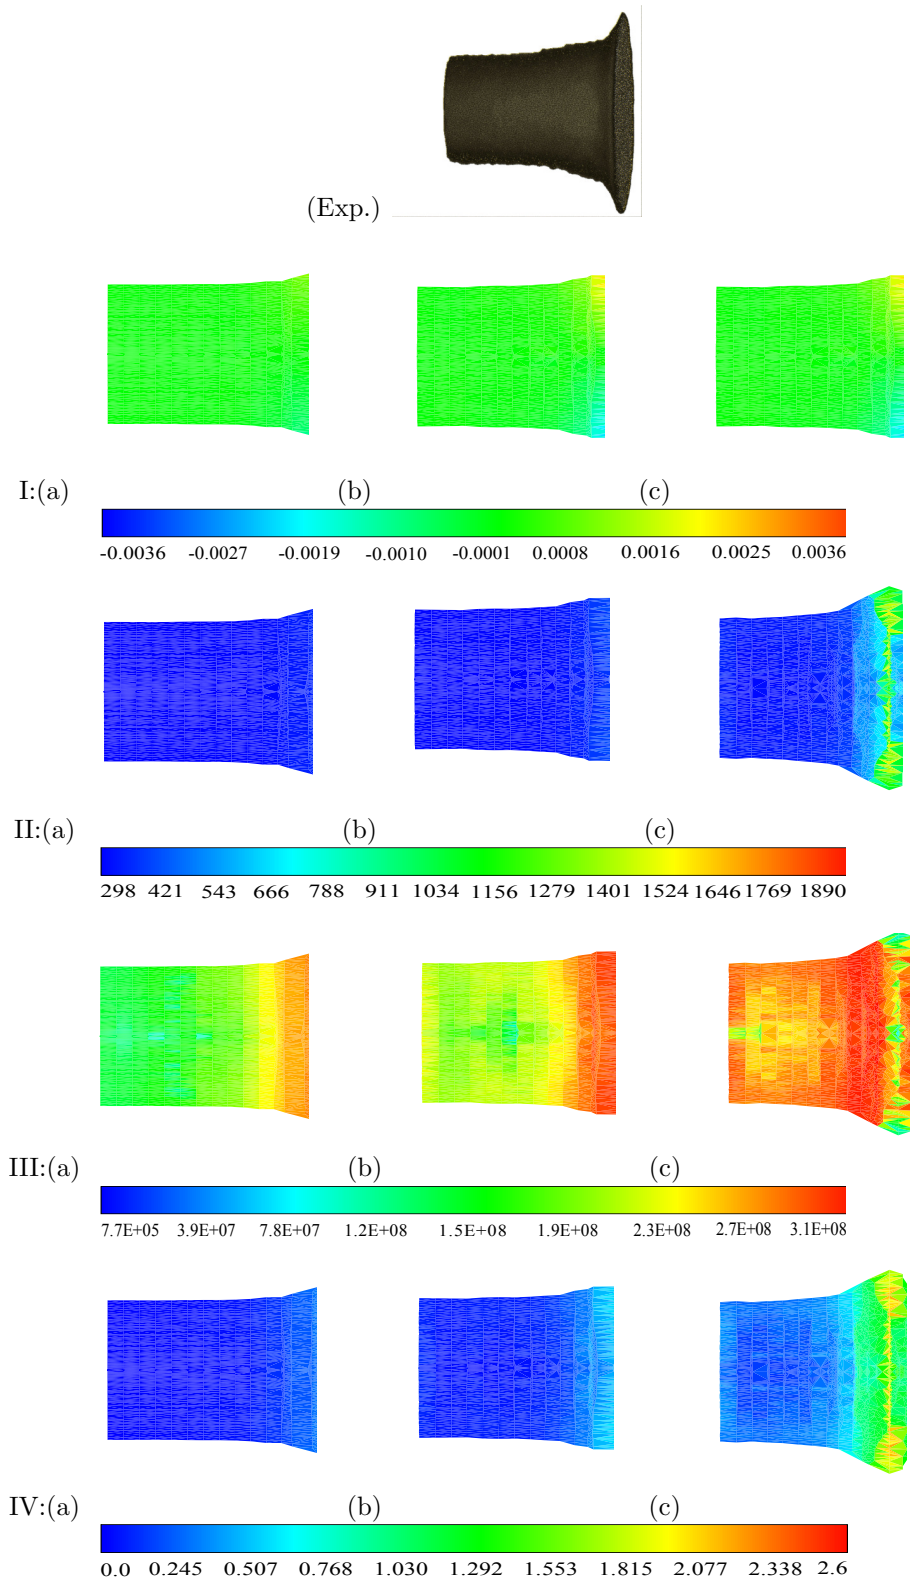 (Exp.)
I:(a) (b) (c)
-0.0036 -0.0027 -0.0019 -0.0010 -0.0001 0.0008 0.0016 0.0025 0.0036
II:(a) (b) (c)
298 421 543 666 788 911 1034 1156 1279 1401 1524 1646 1769 1890
III:(a) (b) (c)
7.7E+05 3.9E+07 7.8E+07 1.2E+08 1.5E+08 1.9E+08 2.3E+08 2.7E+08 3.1E+08
IV:(a) (b) (c)
0.0 0.245 0.507 0.768 1.030 1.292 1.553 1.815 2.077 2.338 2.6